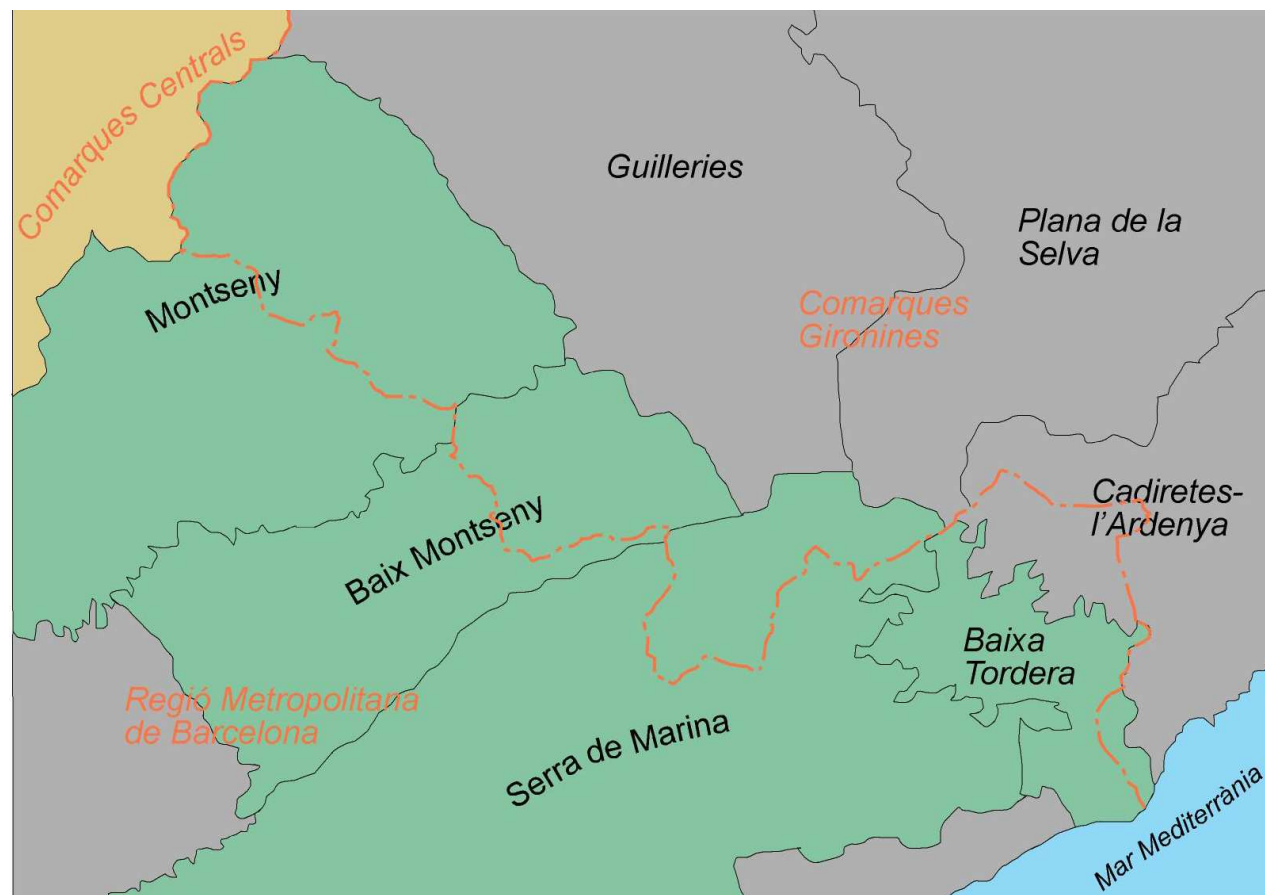 Comarques Centrals
Guilleries
Plana de la
Selva
Montseny
Comarques
Gironines
Cadiretes-
l'Ardenya
Baix Montseny
Baixa
Tordera
Regió Metropolitana
de Barcelona
Serra de Marina
Mar Mediterrània